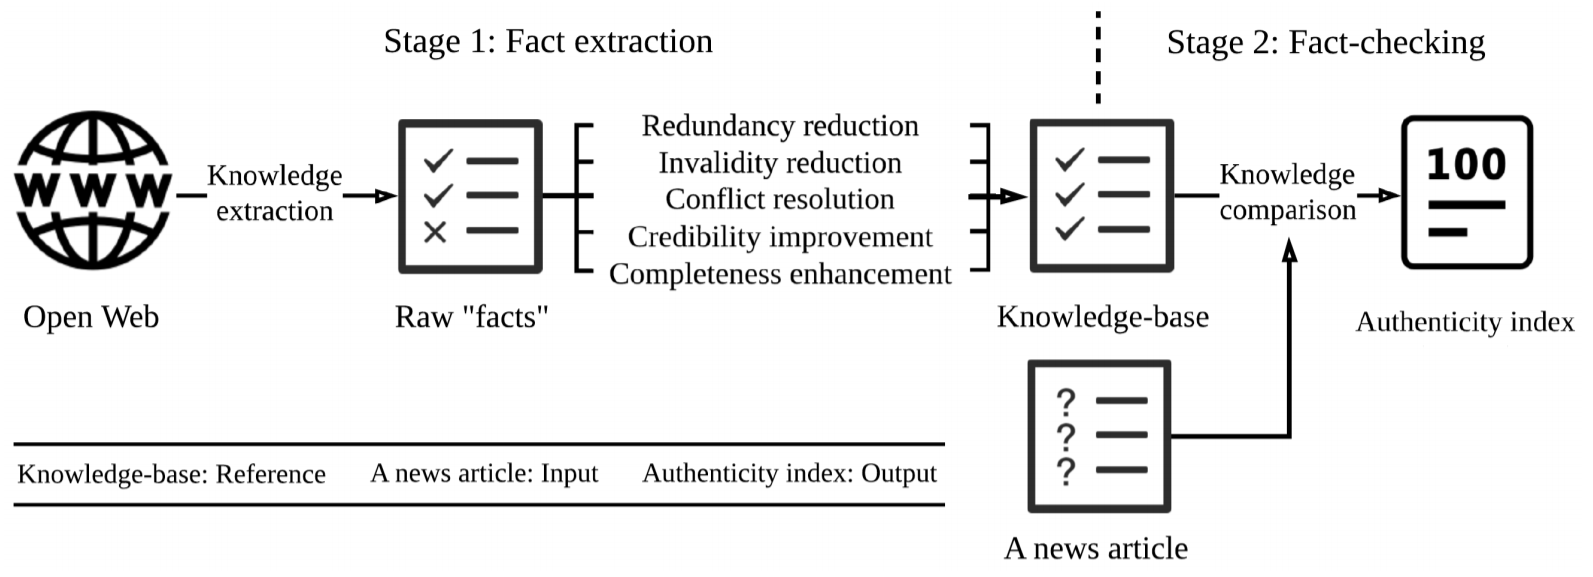 Stage 1: Fact extraction
Stage 2: Fact-checking
WWW
Knowledge
extraction
Redundancy reduction
Invalidity reduction
Conflict resolution
Credibility improvement
Completeness enhancement
Knowledge
comparison
100
Open Web
Raw "facts"
Knowledge-base
Authenticity index
? 
?
?
A news article
Knowledge-base: Reference
A news article: Input
Authenticity index: Output